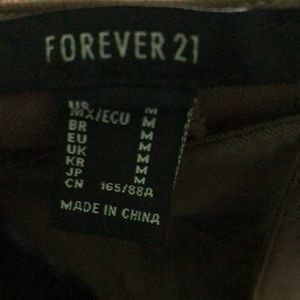 FOREVER 21
US M
MX/ECU M
BR M
EU M
UK M
KR M
JP M
CN 165/88A
MADE IN CHINA